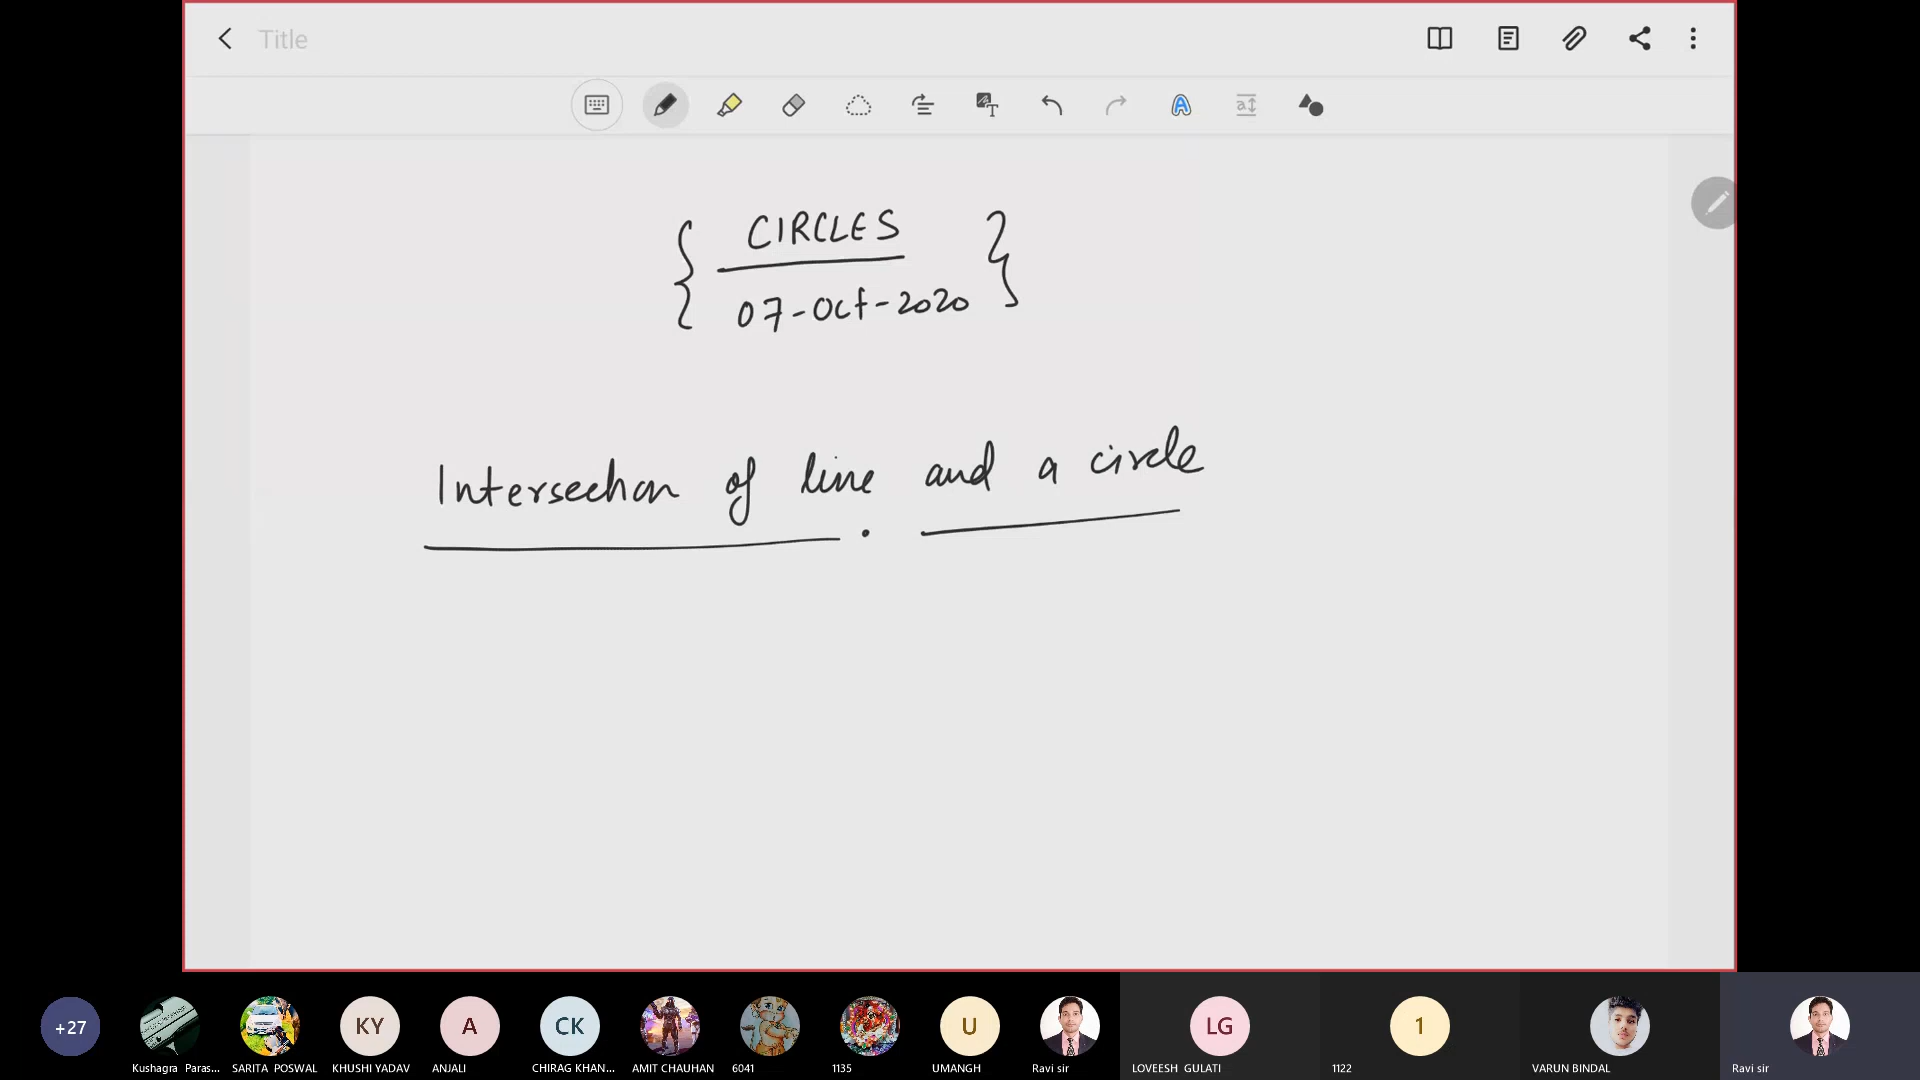 Title
{ CIRCLES }
07-Oct-2020
Intersection of line and a circle
+27
KY
A
CK
U
LG
1
Kushagra Paras...
SARITA POSWAL
KHUSHI YADAV
ANJALI
CHIRAG KHAN...
AMIT CHAUHAN
6041
1135
UMANGH
Ravi sir
LOVEESH GULATI
1122
VARUN BINDAL
Ravi sir